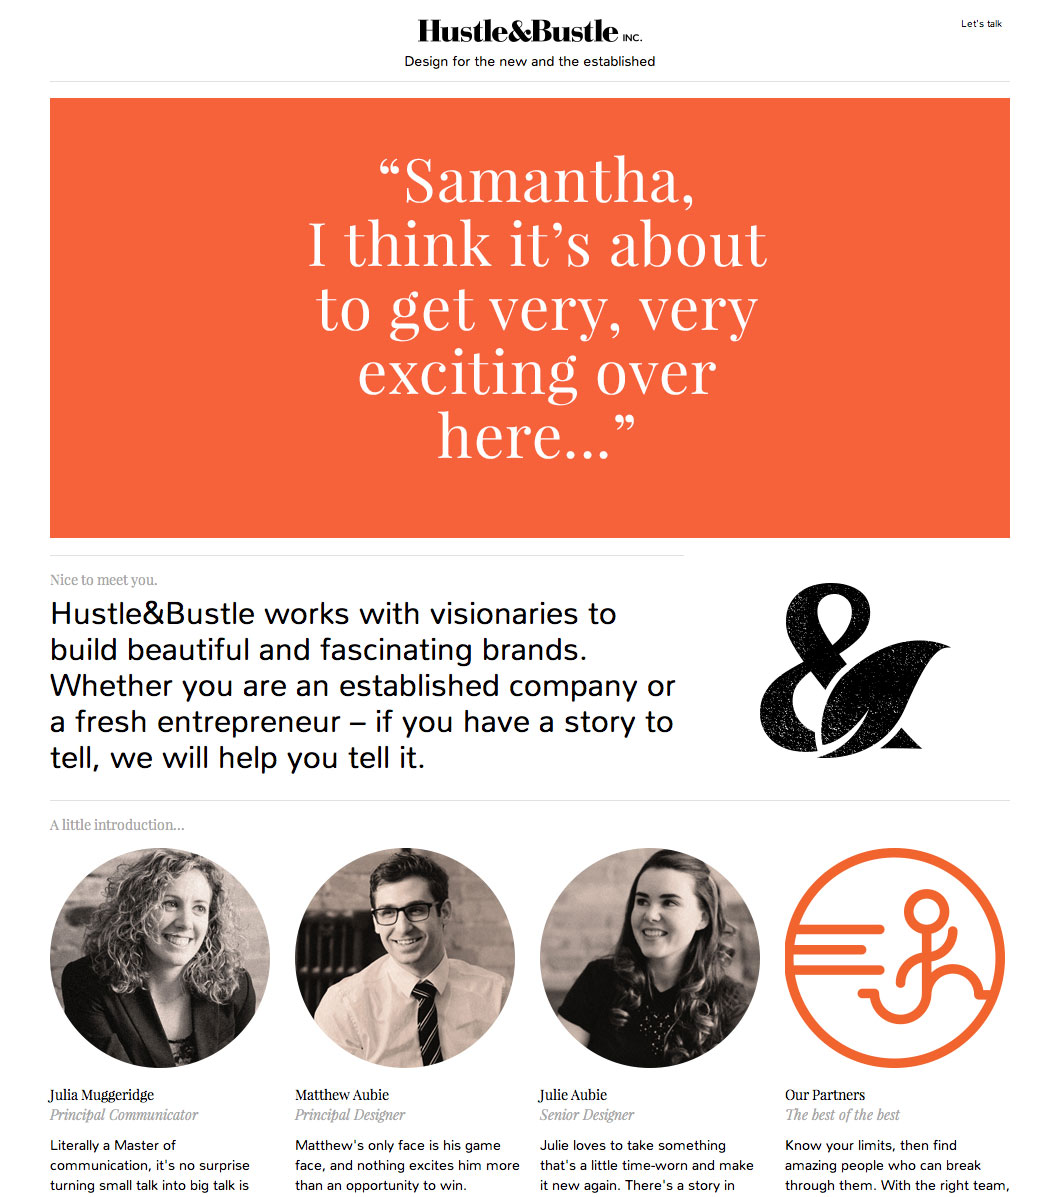 Hustle&Bustle INC.
Let's talk
Design for the new and the established
“Samantha,
I think it’s about
to get very, very
exciting over
here...”
Nice to meet you.
Hustle&Bustle works with visionaries to
build beautiful and fascinating brands.
Whether you are an established company or
a fresh entrepreneur – if you have a story to
tell, we will help you tell it.
&
A little introduction...
Julia Muggeridge
Principal Communicator
Literally a Master of
communication, it's no surprise
turning small talk into big talk is
Matthew Aubie
Principal Designer
Matthew's only face is his game
face, and nothing excites him more
than an opportunity to win.
Julie Aubie
Senior Designer
Julie loves to take something
that's a little time-worn and make
it new again. There's a story in
Our Partners
The best of the best
Know your limits, then find
amazing people who can break
through them. With the right team,